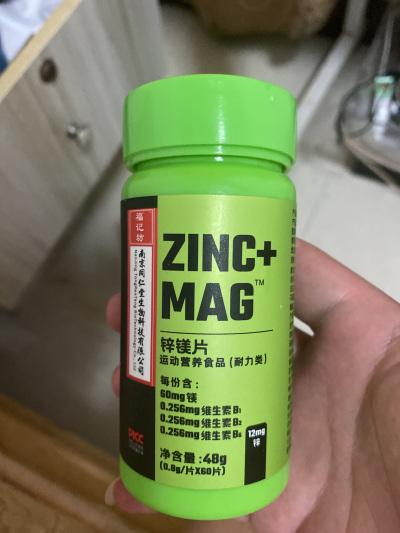 福记坊
南京同仁堂生物科技有限公司
ZINC+
MAG™
锌镁片
运动营养食品（耐力类）
每份含：
60mg镁
0.256mg维生素B₁
0.256mg维生素B₂
0.256mg维生素B₆
12mg
锌
净含量：48g
(0.8g/片X60片)
PICC